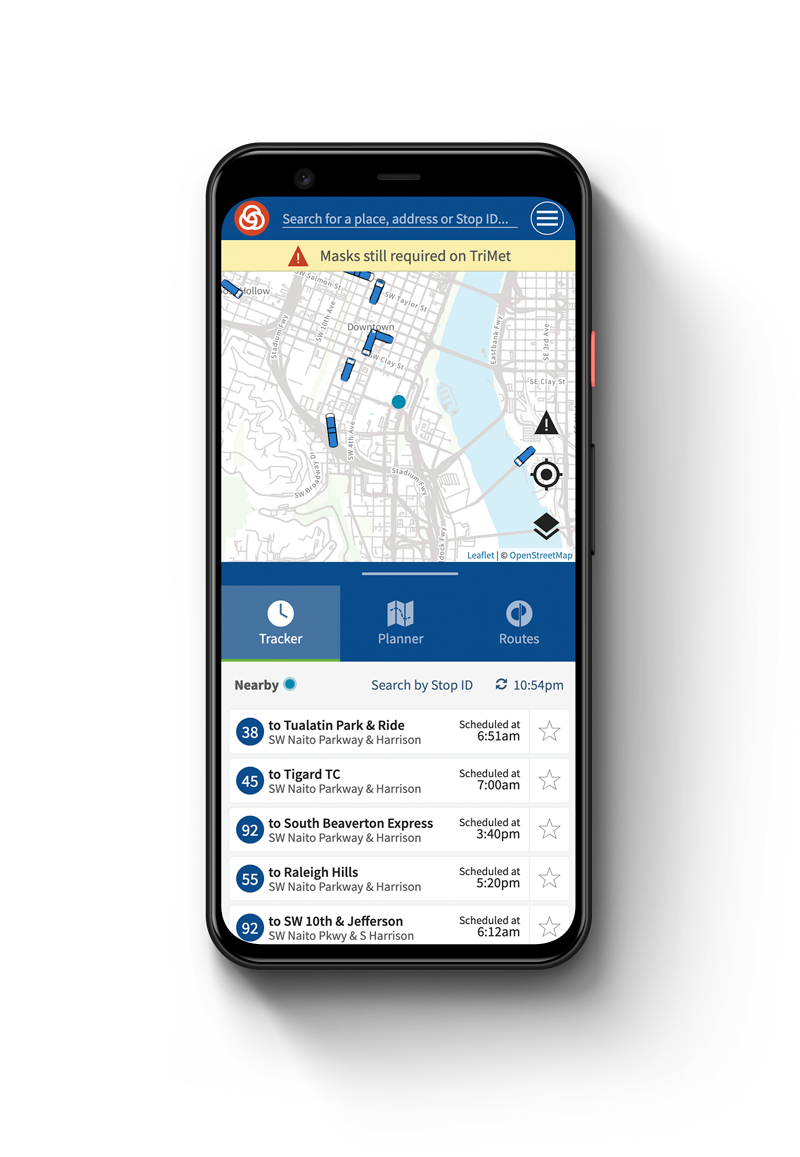 Search for a place, address or Stop ID...
Masks still required on TriMet
Hollow
SW Salmon St
SW Taylor St
SW 10th Ave
Stadium Fwy
Downtown
SW Clay St
Eastbank Fwy
SE 3rd Ave
SE Clay St
SW 4th Ave
SW Broadway Dr
Stadium Fwy
Leaflet | © OpenStreetMap
Tracker
Planner
Routes
Nearby
Search by Stop ID
10:54pm
38
to Tualatin Park & Ride
SW Naito Parkway & Harrison
Scheduled at
6:51am
45
to Tigard TC
SW Naito Parkway & Harrison
Scheduled at
7:00am
92
to South Beaverton Express
SW Naito Parkway & Harrison
Scheduled at
3:40pm
55
to Raleigh Hills
SW Naito Parkway & Harrison
Scheduled at
5:20pm
92
to SW 10th & Jefferson
SW Naito Pkwy & S Harrison
Scheduled at
6:12am